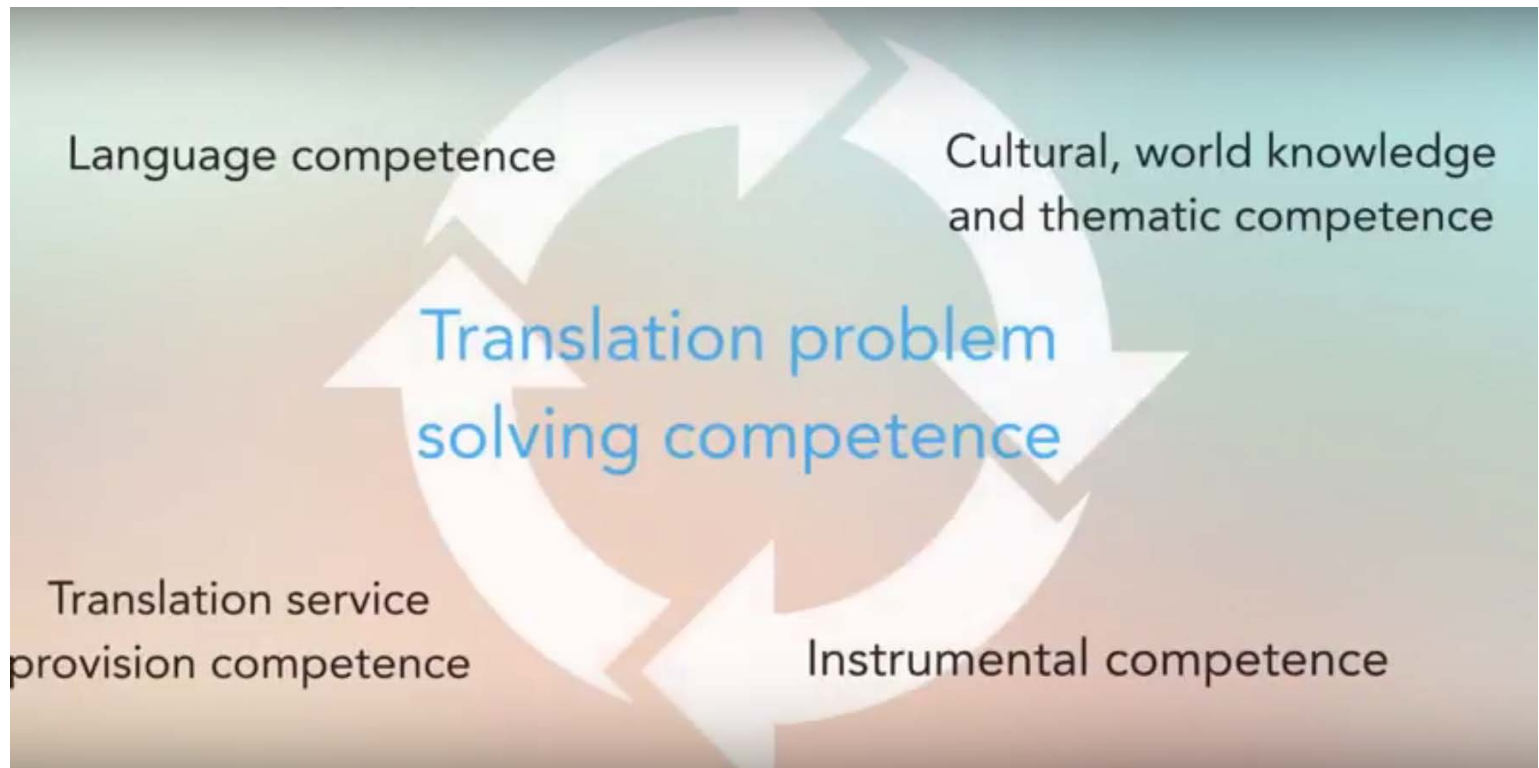 Language competence
Cultural, world knowledge
and thematic competence
Translation problem
solving competence
Translation service
provision competence
Instrumental competence